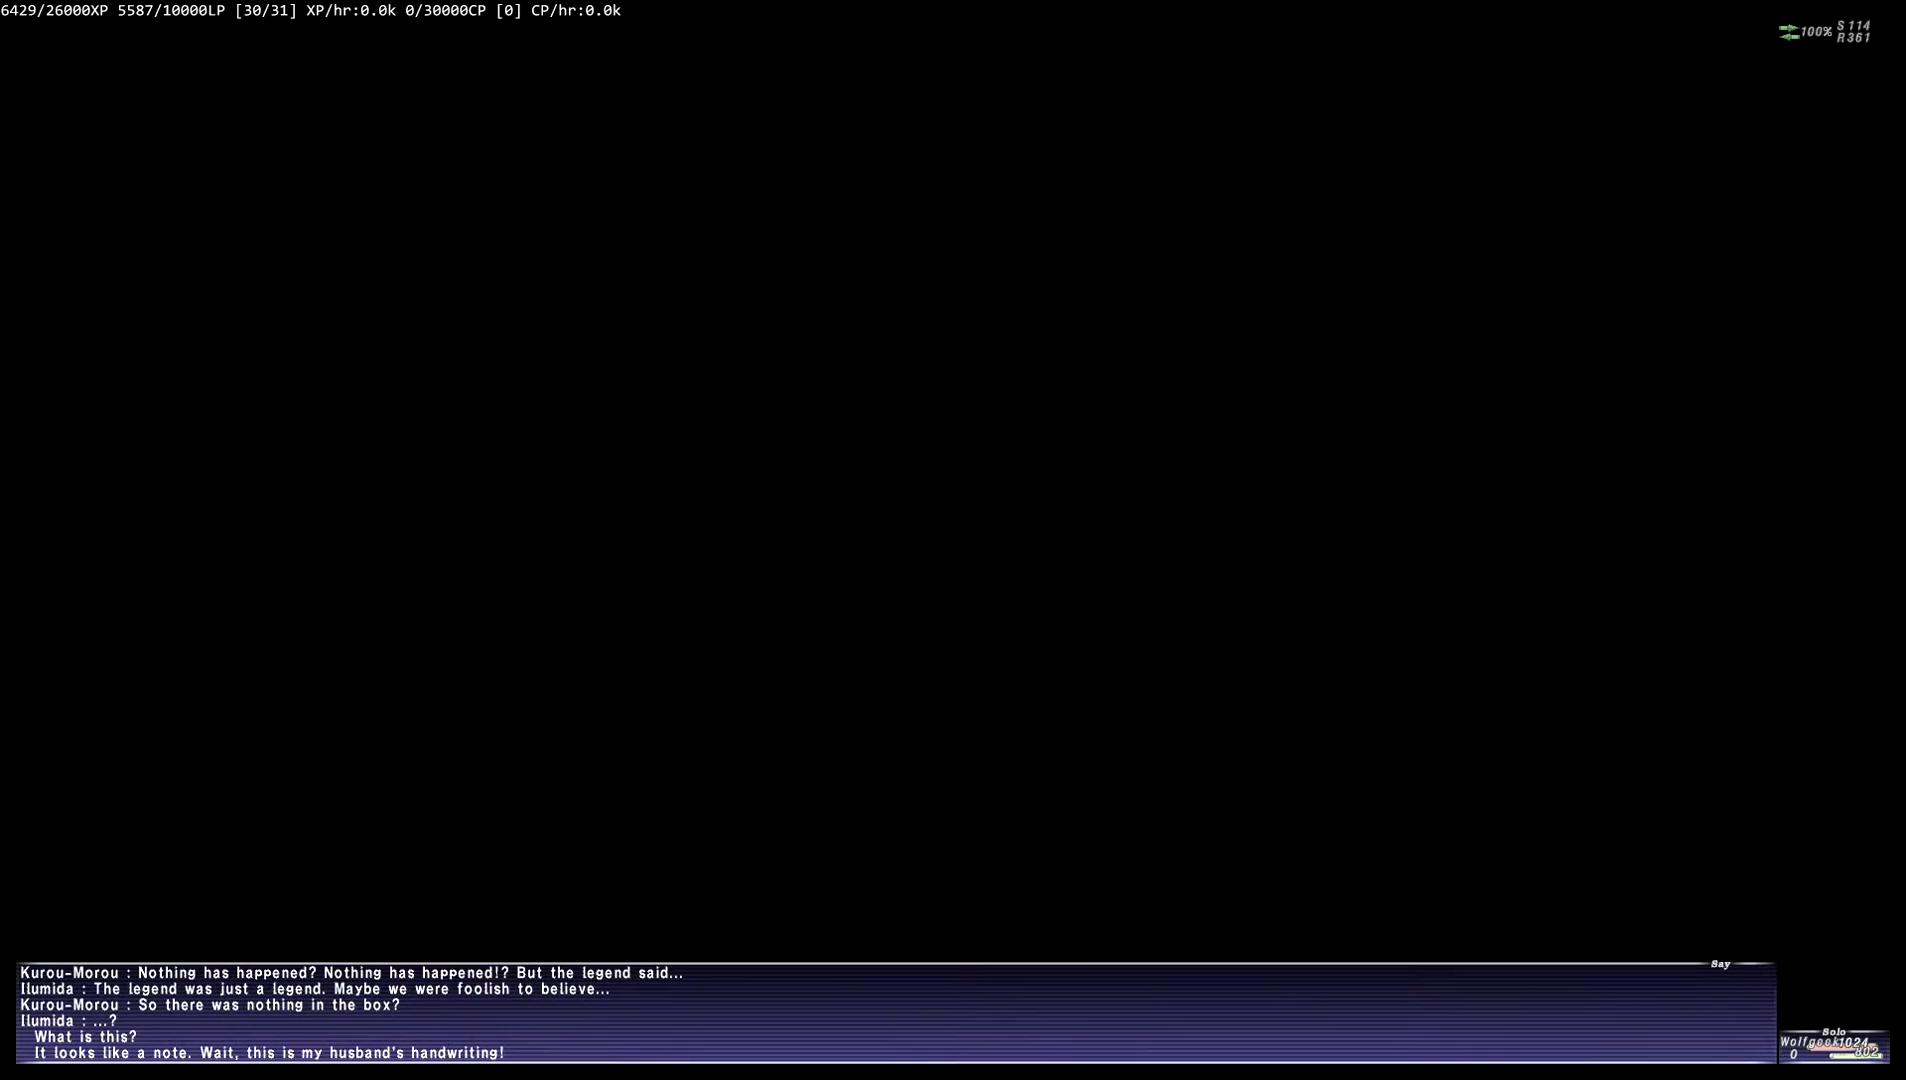 6429/26000XP 5587/10000LP [30/31] XP/hr:0.0k 0/30000CP [0] CP/hr:0.0k
100% S 114
R 361
Say
Kurou-Morou : Nothing has happened? Nothing has happened!? But the legend said...
Ilumida : The legend was just a legend. Maybe we were foolish to believe...
Kurou-Morou : So there was nothing in the box?
Ilumida : ...?
What is this?
It looks like a note. Wait, this is my husband's handwriting!
Solo
Wolfgeek1024
0 802